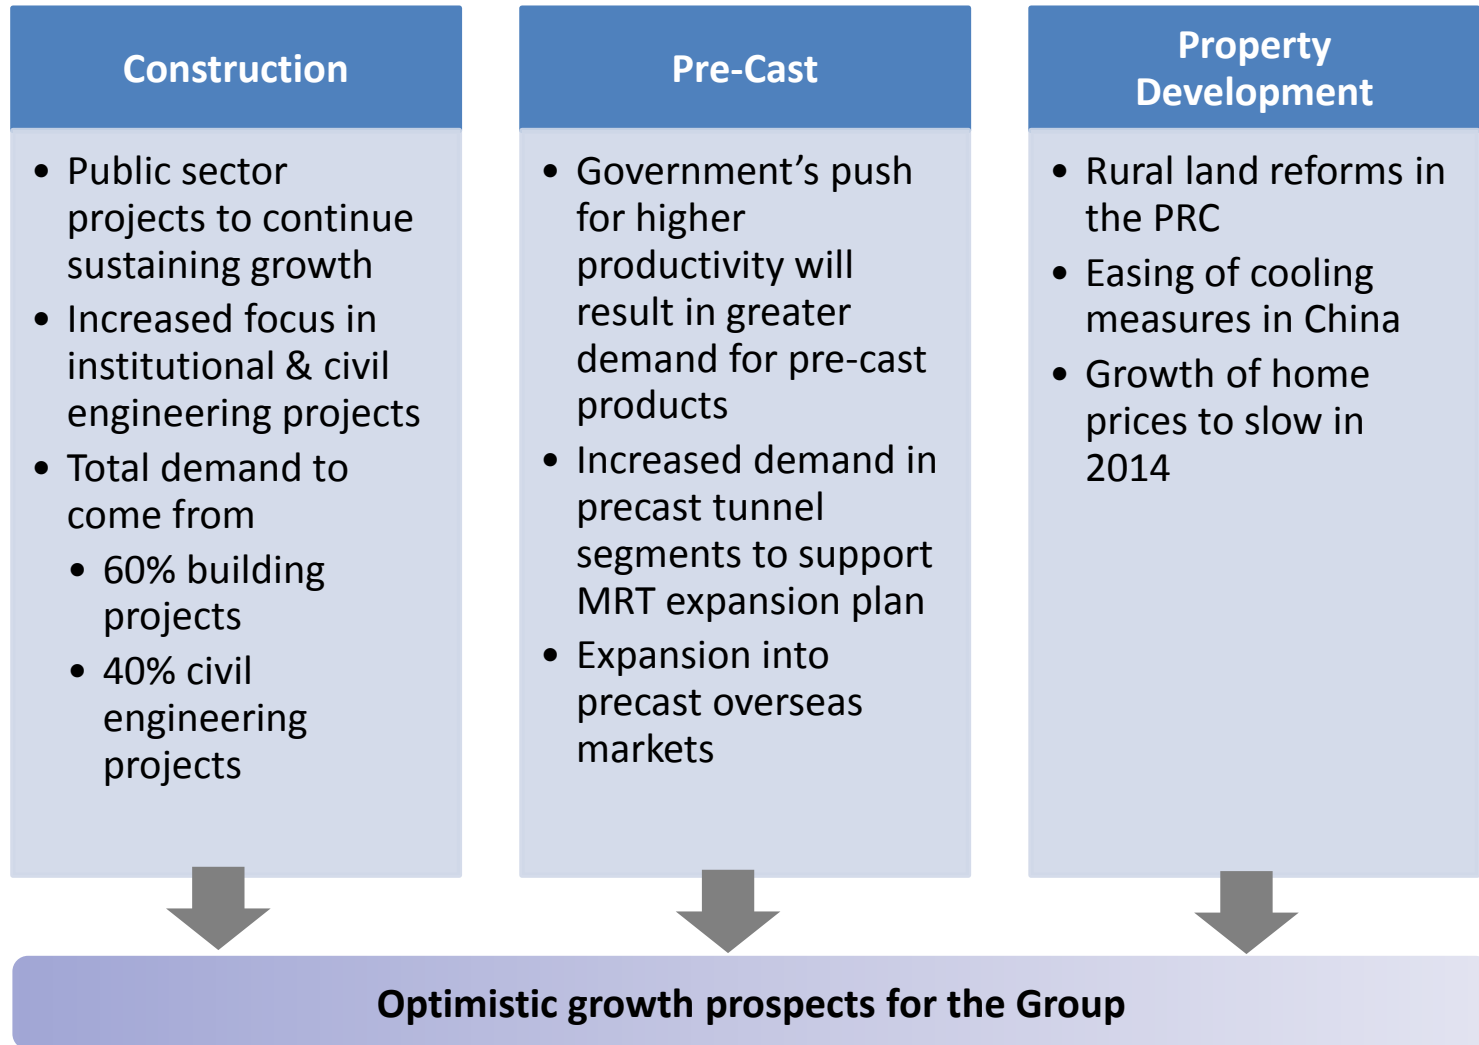 Construction
• Public sector
projects to continue
sustaining growth
• Increased focus in
institutional & civil
engineering projects
• Total demand to
come from
• 60% building
projects
• 40% civil
engineering
projects
Pre-Cast
• Government’s push
for higher
productivity will
result in greater
demand for pre-cast
products
• Increased demand in
precast tunnel
segments to support
MRT expansion plan
• Expansion into
precast overseas
markets
Property
Development
• Rural land reforms in
the PRC
• Easing of cooling
measures in China
• Growth of home
prices to slow in
2014
Optimistic growth prospects for the Group